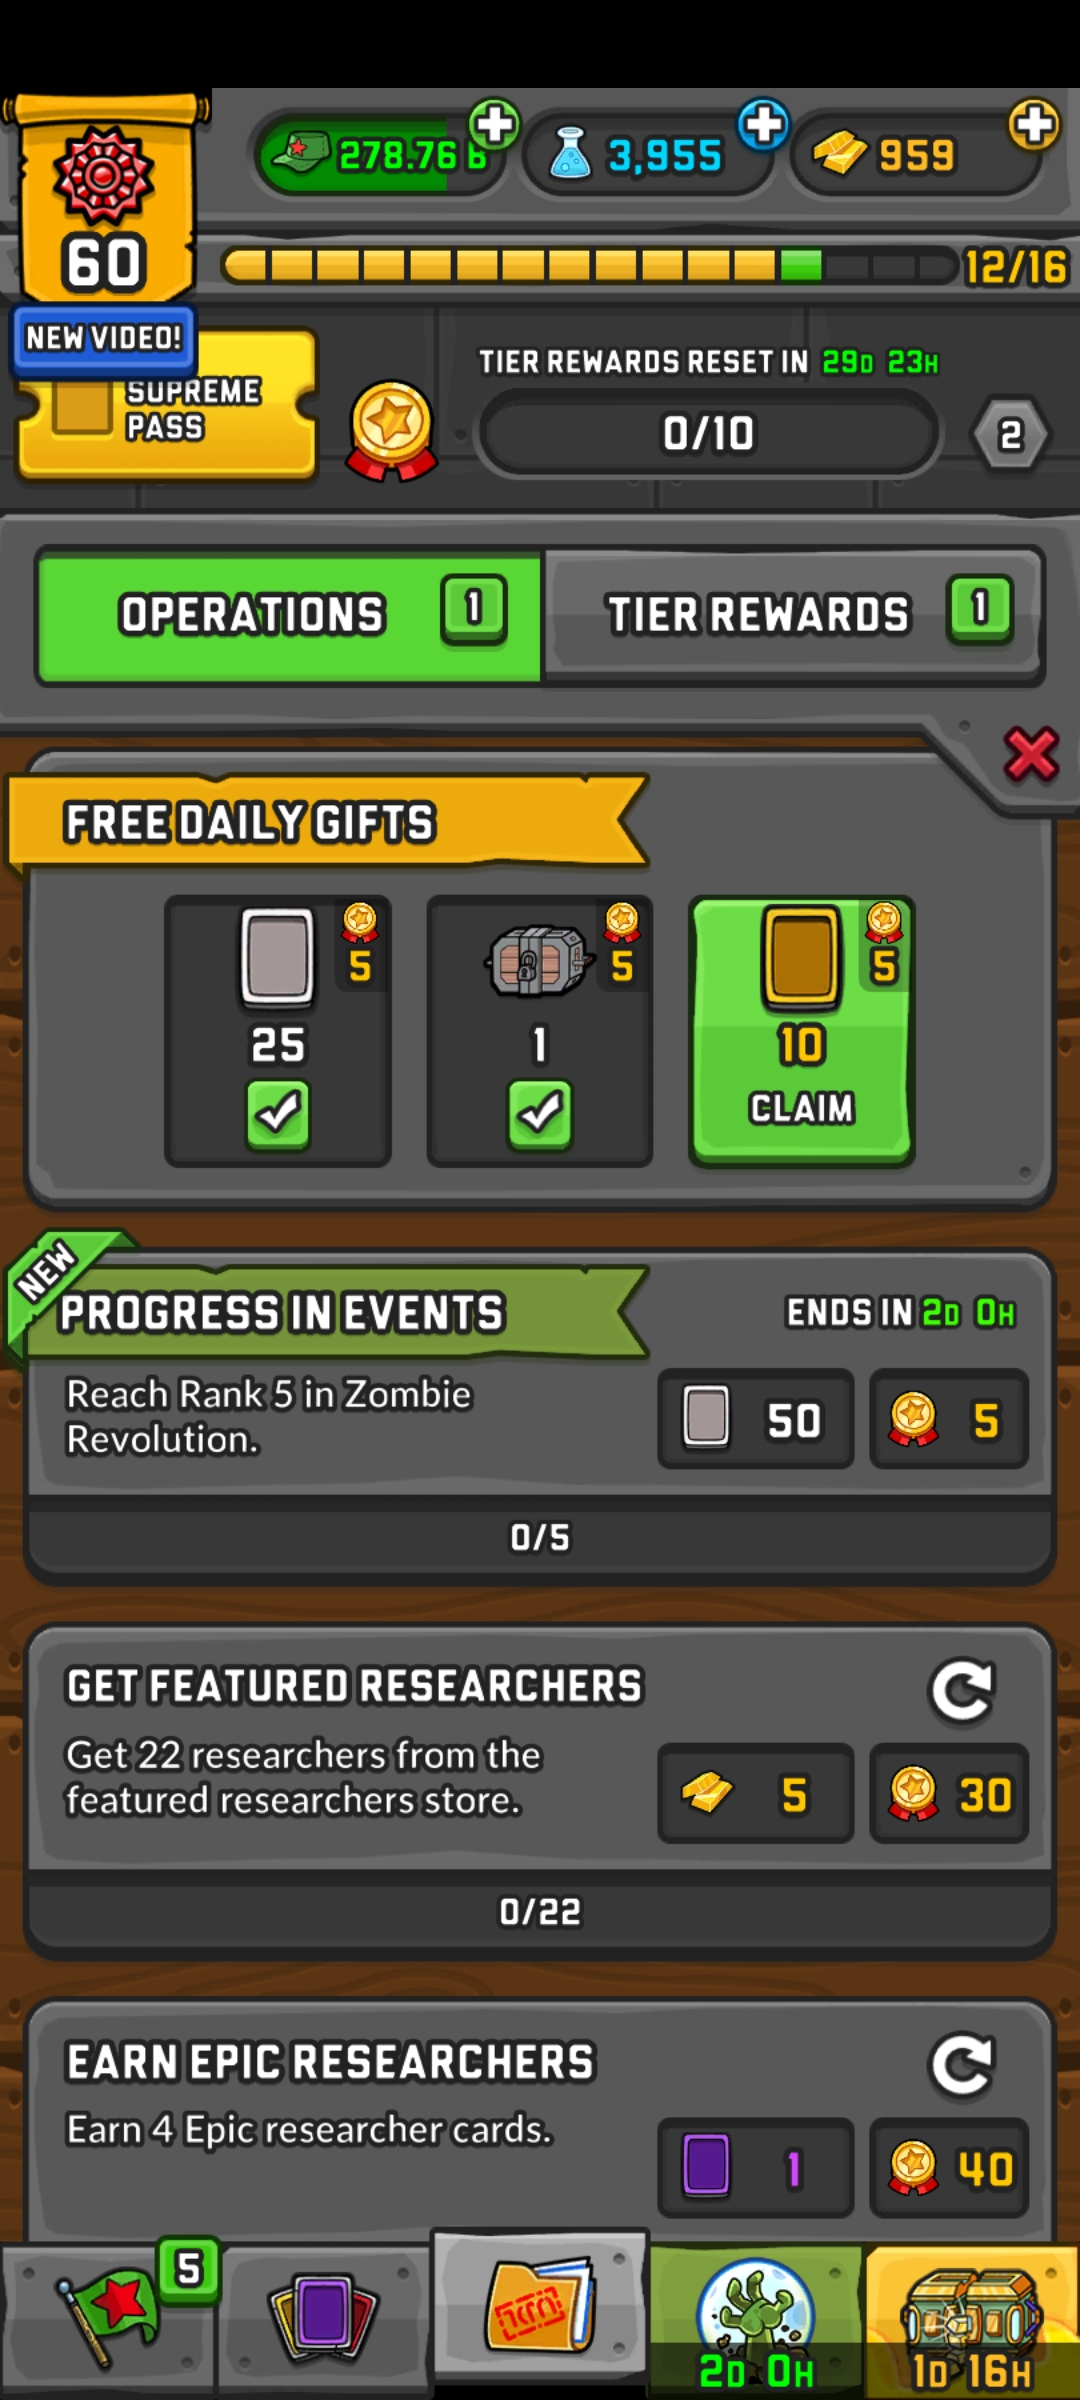 278.76 B
3,955
959
60
12/16
NEW VIDEO!
SUPREME
PASS
TIER REWARDS RESET IN 29D 23H
0/10
2
OPERATIONS 1
TIER REWARDS 1
FREE DAILY GIFTS
5
5
5
25
1
10
CLAIM
NEW
PROGRESS IN EVENTS
ENDS IN 2D 0H
Reach Rank 5 in Zombie
Revolution.
50
5
0/5
GET FEATURED RESEARCHERS
Get 22 researchers from the
featured researchers store.
5
30
0/22
EARN EPIC RESEARCHERS
Earn 4 Epic researcher cards.
1
40
5
2D 0H
1D 16H